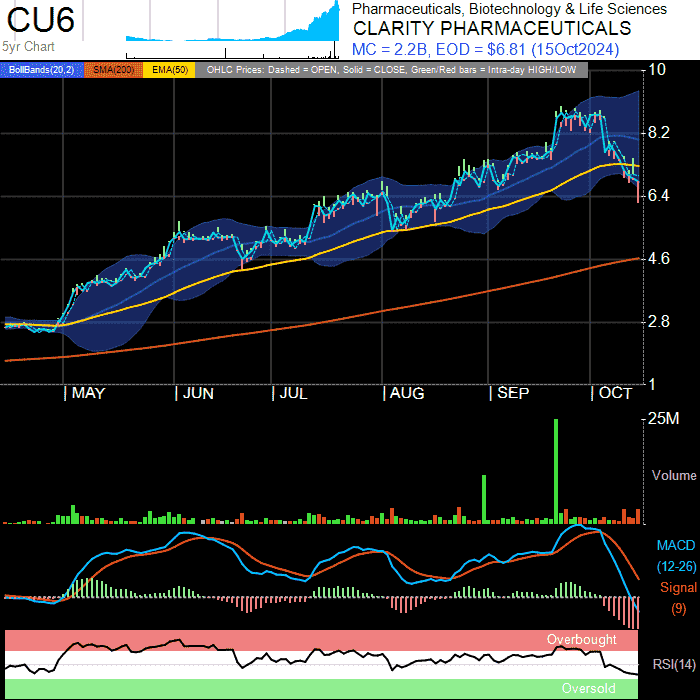 CU6
5yr Chart
Pharmaceuticals, Biotechnology & Life Sciences
CLARITY PHARMACEUTICALS
MC = 2.2B, EOD = $6.81 (15Oct2024)
BollBands(20,2) SMA(200) EMA(50) OHLC Prices: Dashed = OPEN, Solid = CLOSE, Green/Red bars = Intra-day HIGH/LOW
10
8.2
6.4
4.6
2.8
1
MAY JUN JUL AUG SEP OCT
25M
Volume
MACD
(12-26)
Signal
(9)
Overbought
RSI(14)
Oversold